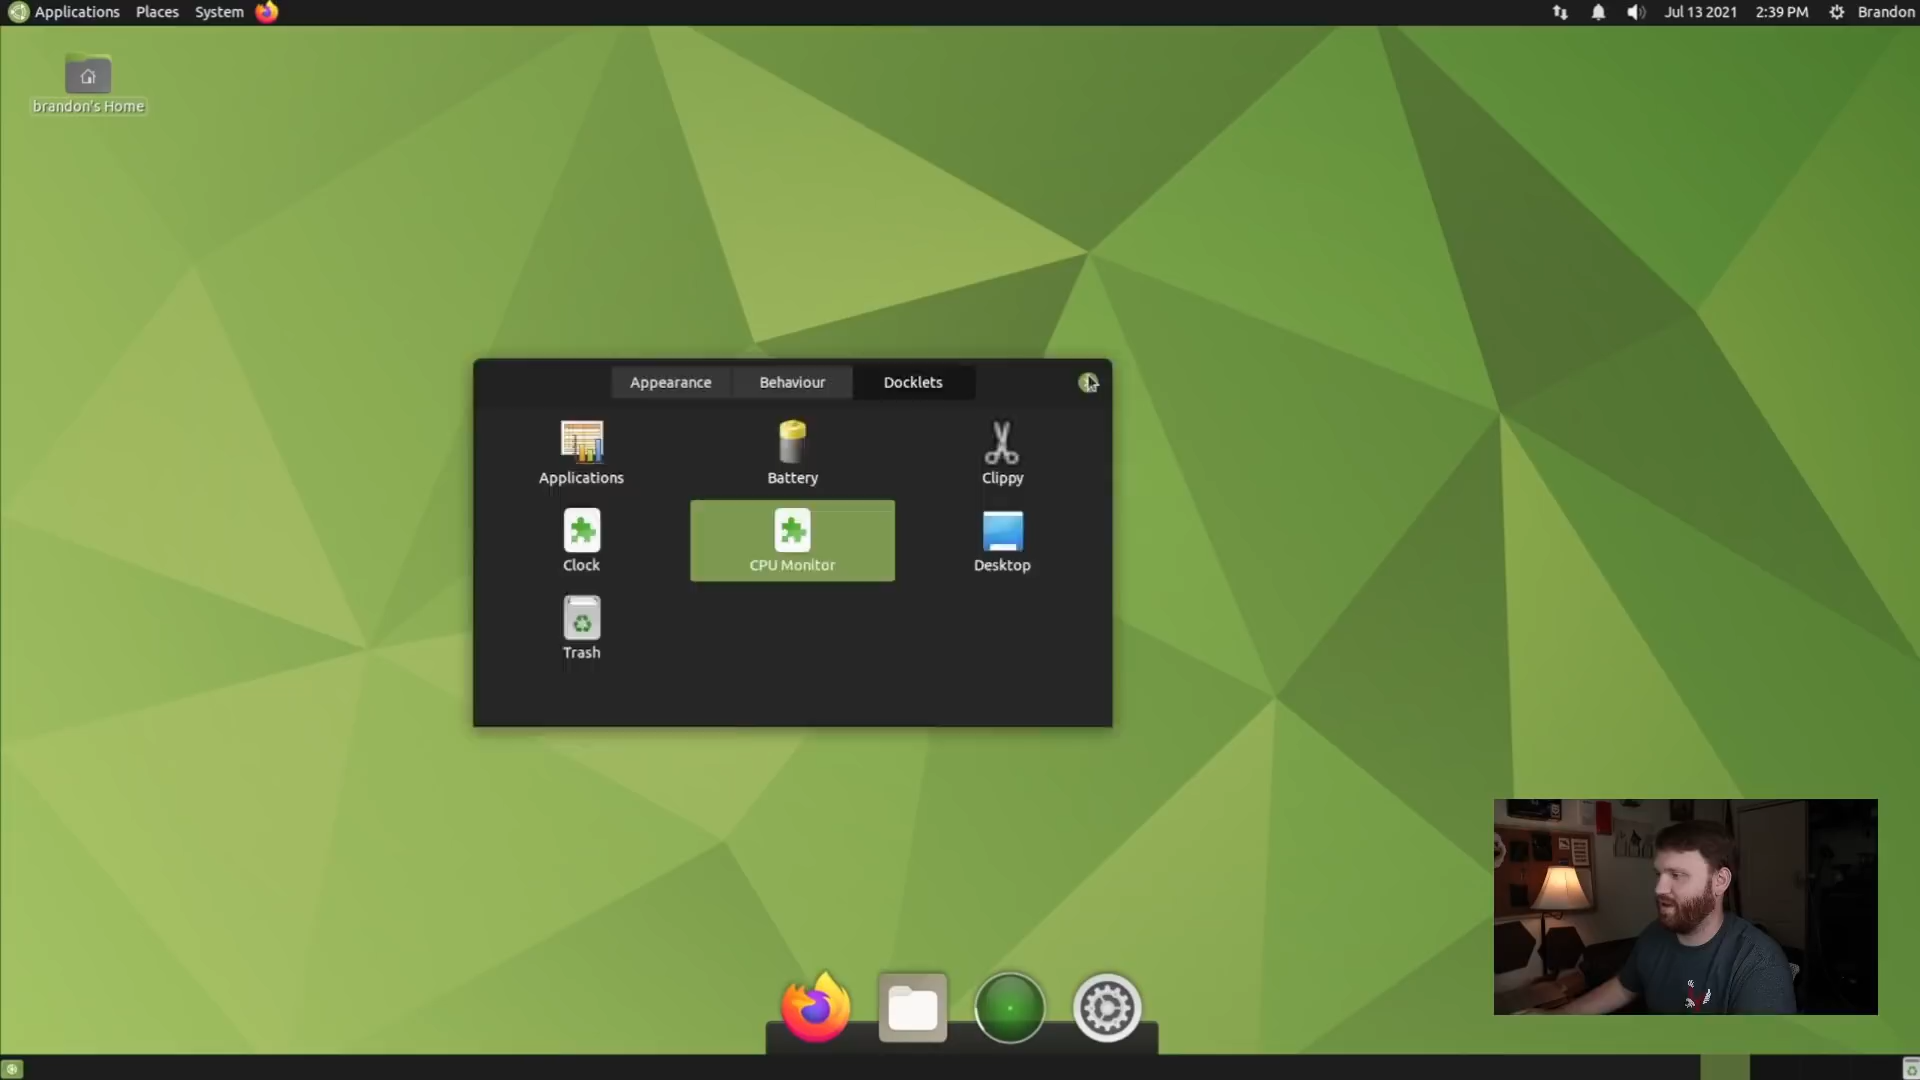 Applications Places System
Jul 13 2021 2:39 PM Brandon
brandon's Home
Appearance Behaviour Docklets
Applications Battery Clippy
Clock CPU Monitor Desktop
Trash